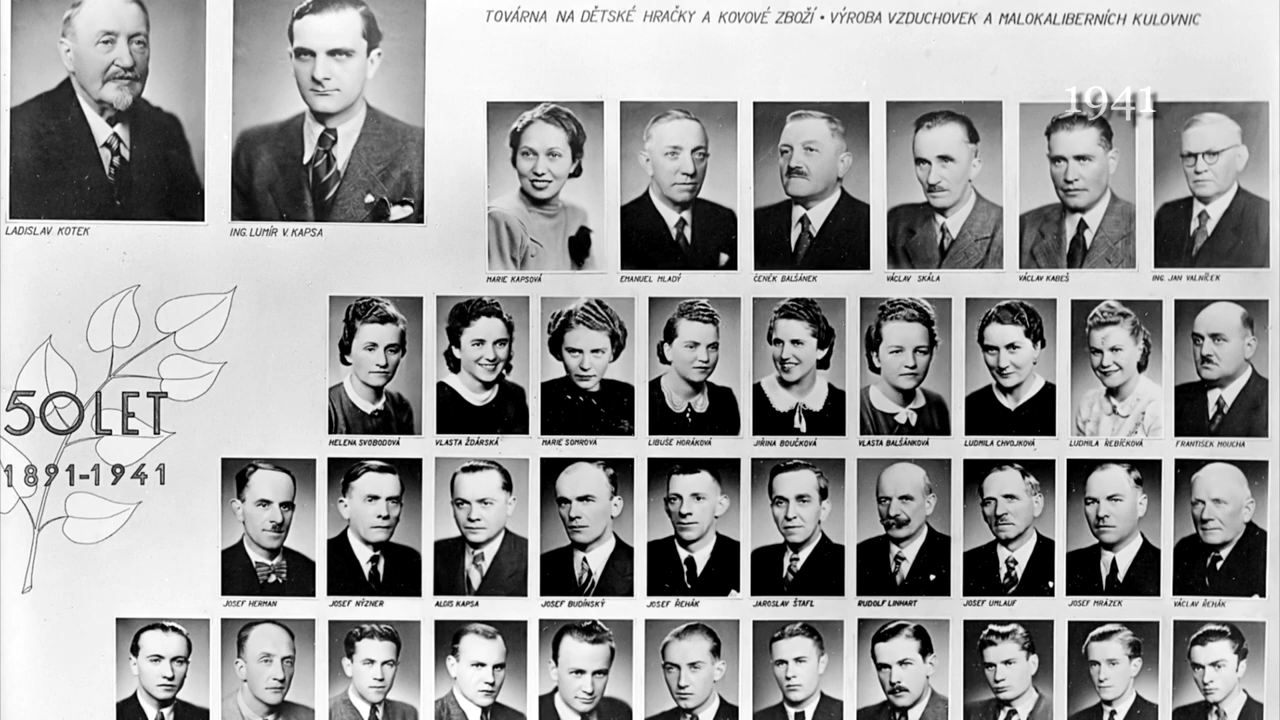 TOVÁRNA NA DĚTSKÉ HRAČKY A KOVOVÉ ZBOŽÍ • VÝROBA VZDUCHOVEK A MALOKALIBERNÍCH KULOVNIC
1941
LADISLAV KOTEK
ING. LUMÍR V. KAPSA
MARIE KAPSOVÁ
EMANUEL MLADÝ
ČENĚK BALŠÁNEK
VÁCLAV SKÁLA
VÁCLAV KABEŠ
ING. JAN VALNÍČEK
50 LET
1891-1941
HELENA SVOBODOVÁ
VLASTA ŽDÁRSKÁ
MARIE SOMROVÁ
LIBUŠE HORÁKOVÁ
JIŘINA BOUČKOVÁ
VLASTA BALŠÁNKOVÁ
LUDMILA CHVOJKOVÁ
LUDMILA ŘEBÍČKOVÁ
FRANTIŠEK MOUCHA
JOSEF HERMAN
JOSEF NÝZNER
ALOIS KAPSA
JOSEF BUDÍNSKÝ
JOSEF ŘEHÁK
JAROSLAV ŠTAFL
RUDOLF LINHART
JOSEF UMLAUF
JOSEF MRÁZEK
VÁCLAV ŘEHÁK